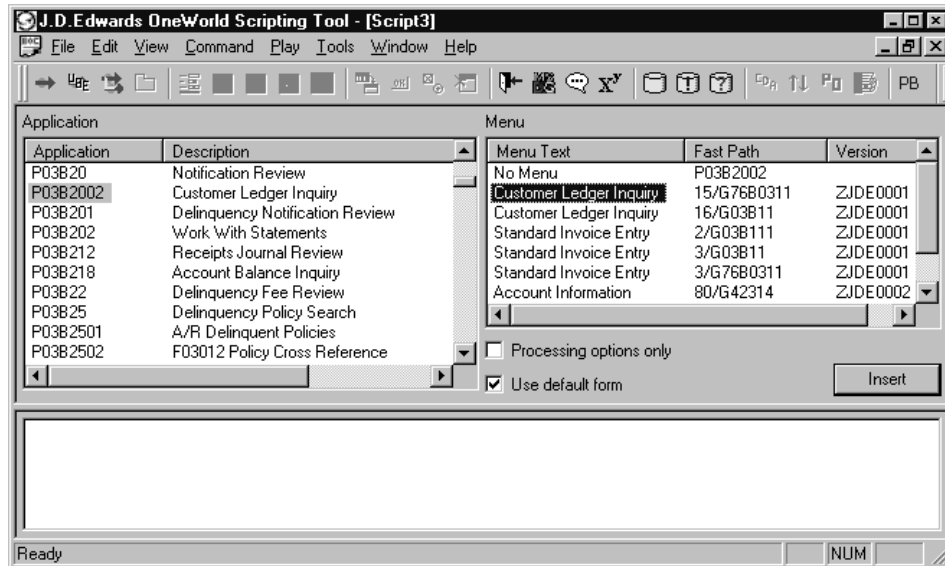 J.D.Edwards OneWorld Scripting Tool - [Script3]
File Edit View Command Play Tools Window Help
UBE OK! Xʸ T ? PB
Application
Application Description
P03B20 Notification Review
P03B2002 Customer Ledger Inquiry
P03B201 Delinquency Notification Review
P03B202 Work With Statements
P03B212 Receipts Journal Review
P03B218 Account Balance Inquiry
P03B22 Delinquency Fee Review
P03B25 Delinquency Policy Search
P03B2501 A/R Delinquent Policies
P03B2502 F03012 Policy Cross Reference
Menu
Menu Text Fast Path Version
No Menu P03B2002
Customer Ledger Inquiry 15/G76B0311 ZJDE0001
Customer Ledger Inquiry 16/G03B11 ZJDE0001
Standard Invoice Entry 2/G03B111 ZJDE0001
Standard Invoice Entry 3/G03B11 ZJDE0001
Standard Invoice Entry 3/G76B0311 ZJDE0001
Account Information 80/G42314 ZJDE0002
Processing options only
Use default form
Insert
Ready NUM